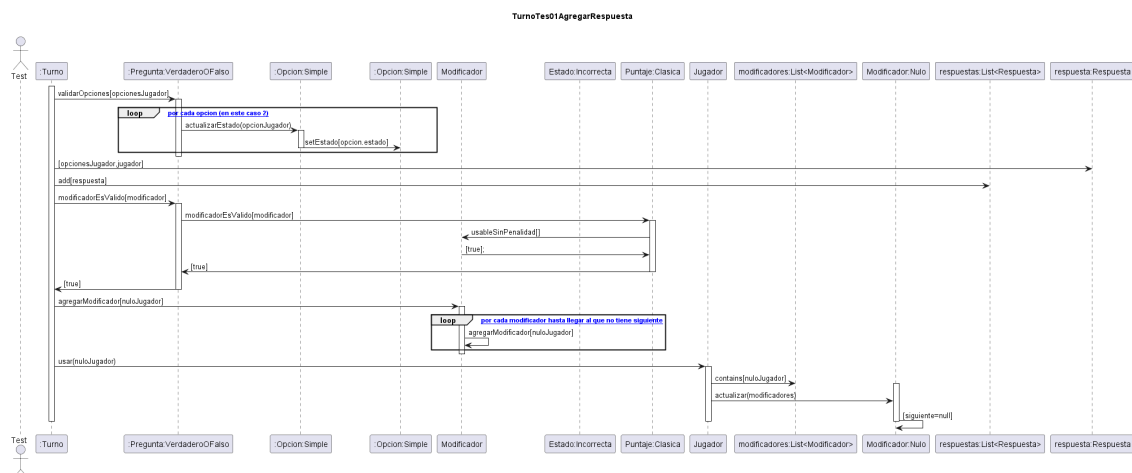 TurnoTes01AgregarRespuesta
Test
:Turno
:Pregunta:VerdaderoOFalso
:Opcion:Simple
:Opcion:Simple
Modificador
Estado:Incorrecta
Puntaje:Clasica
Jugador
modificadores:List<Modificador>
Modificador:Nulo
respuestas:List<Respuesta>
respuesta:Respuesta
validarOpciones[opcionesJugador]
loop
por cada opcion (en este caso 2)
actualizarEstado(opcionJugador)
setEstado[opcion.estado]
[opcionesJugador,jugador]
add[respuesta]
modificadorEsValido[modificador]
modificadorEsValido[modificador]
usableSinPenalidad[]
[true];
[true]
[true]
agregarModificador[nuloJugador]
loop
por cada modificador hasta llegar al que no tiene siguiente
agregarModificador[nuloJugador]
usar(nuloJugador)
contains[nuloJugador]
actualizar(modificadores)
[siguiente=null]
Test
:Turno
:Pregunta:VerdaderoOFalso
:Opcion:Simple
:Opcion:Simple
Modificador
Estado:Incorrecta
Puntaje:Clasica
Jugador
modificadores:List<Modificador>
Modificador:Nulo
respuestas:List<Respuesta>
respuesta:Respuesta